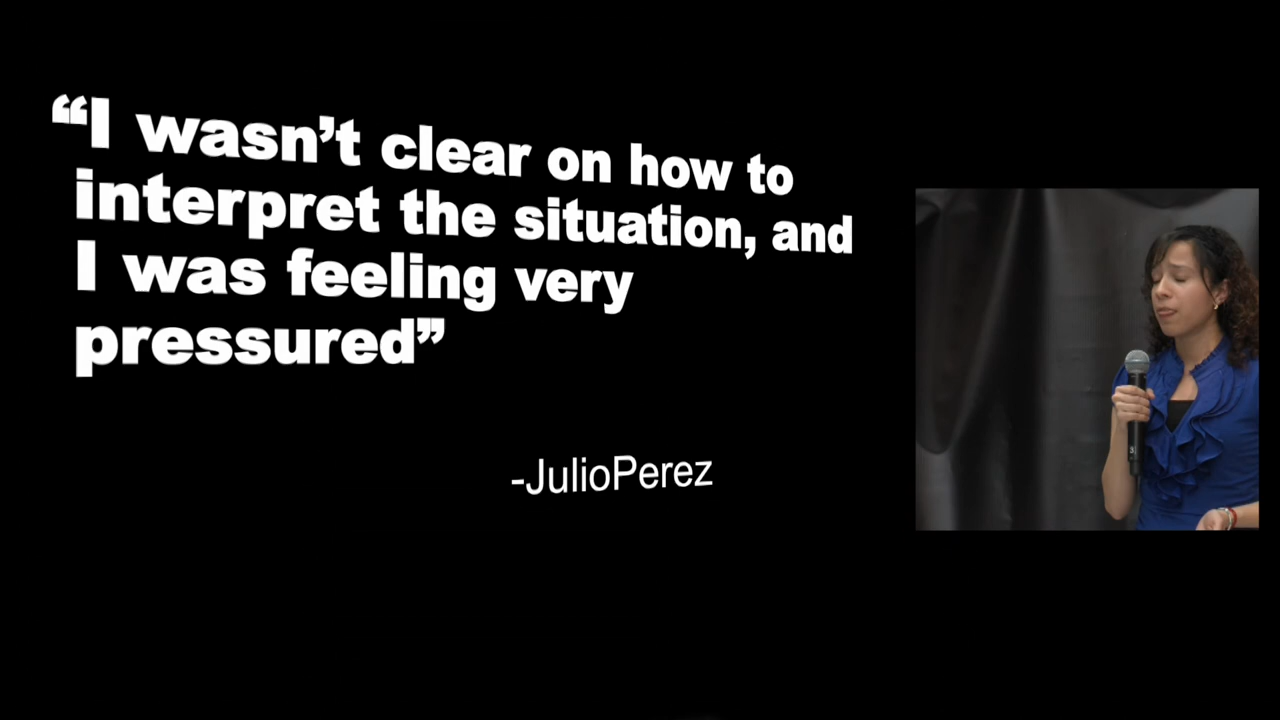 “I wasn’t clear on how to
interpret the situation, and
I was feeling very
pressured”
-JulioPerez